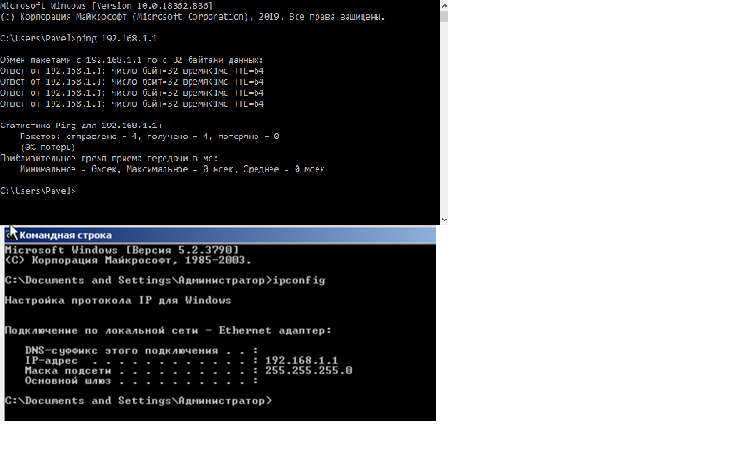 Microsoft Windows [Version 10.0.18362.836]
(c) Корпорация Майкрософт (Microsoft Corporation), 2019. Все права защищены.
C:\Users\Pavel>ping 192.168.1.1
Обмен пакетами с 192.168.1.1 по с 32 байтами данных:
Ответ от 192.168.1.1: число байт=32 время<1мс TTL=64
Ответ от 192.168.1.1: число байт=32 время<1мс TTL=64
Ответ от 192.168.1.1: число байт=32 время<1мс TTL=64
Ответ от 192.168.1.1: число байт=32 время<1мс TTL=64
Статистика Ping для 192.168.1.1:
Пакетов: отправлено = 4, получено = 4, потеряно = 0
(0% потерь)
Приблизительное время приема-передачи в мс:
Минимальное = 0мсек, Максимальное = 0 мсек, Среднее = 0 мсек
C:\Users\Pavel>
Командная строка
Microsoft Windows [Версия 5.2.3790]
(C) Корпорация Майкрософт, 1985-2003.
C:\Documents and Settings\Администратор>ipconfig
Настройка протокола IP для Windows
Подключение по локальной сети - Ethernet адаптер:
DNS-суффикс этого подключения . . :
IP-адрес . . . . . . . . . . . . : 192.168.1.1
Маска подсети . . . . . . . . . . : 255.255.255.0
Основной шлюз . . . . . . . . . . :
C:\Documents and Settings\Администратор>